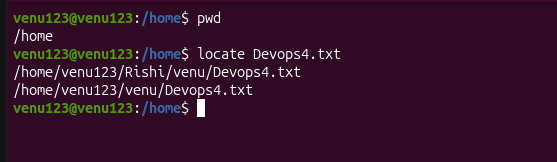 venu123@venu123:/home$ pwd
/home
venu123@venu123:/home$ locate Devops4.txt
/home/venu123/Rishi/venu/Devops4.txt
/home/venu123/venu/Devops4.txt
venu123@venu123:/home$